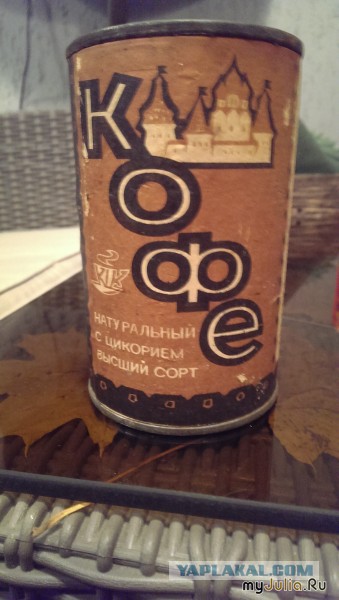 КОФЕ
НАТУРАЛЬНЫЙ
С ЦИКОРИЕМ
ВЫСШИЙ СОРТ
YAPLAKAL.COM
myJulia.Ru